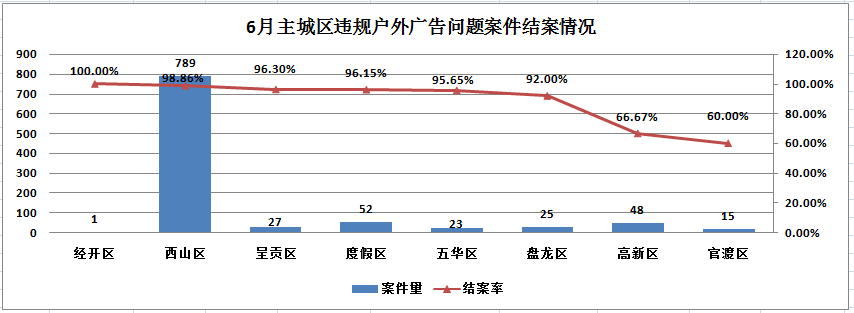 6月主城区违规户外广告问题案件结案情况
900 120.00%
800 100.00%
700 80.00%
600 60.00%
500 40.00%
400 20.00%
300 0.00%
200
100
0
100.00% 98.86% 96.30% 96.15% 95.65% 92.00% 66.67% 60.00%
1 789 27 52 23 25 48 15
经开区 西山区 呈贡区 度假区 五华区 盘龙区 高新区 官渡区
案件量 结案率